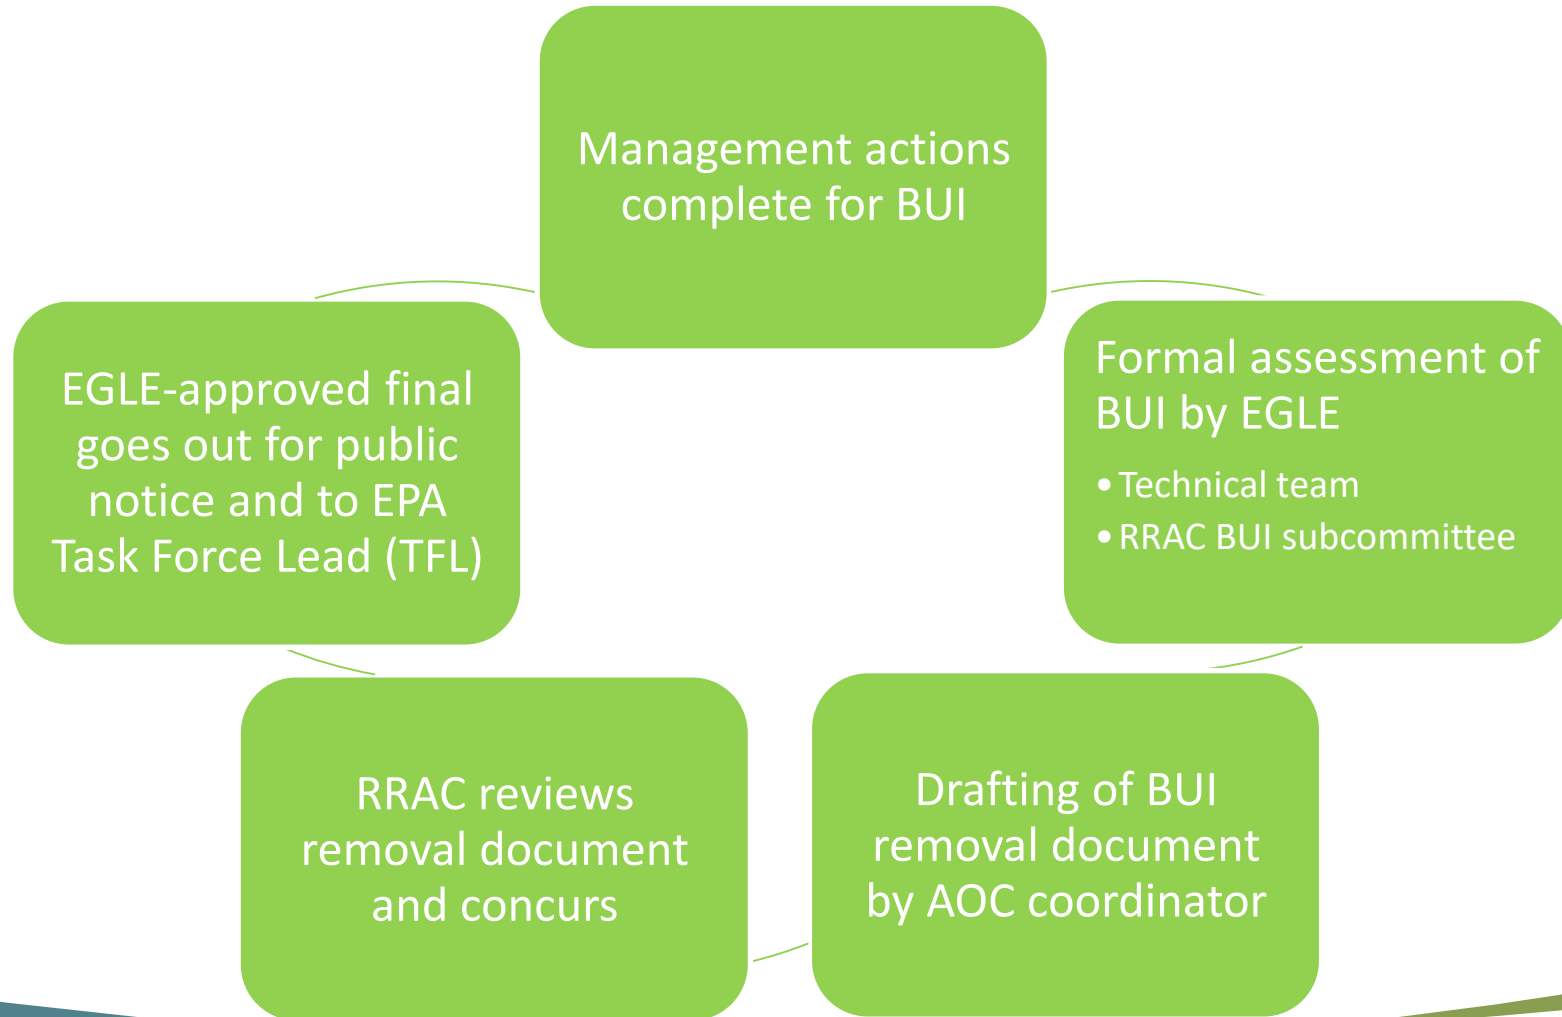 Management actions
complete for BUI
Formal assessment of
BUI by EGLE
• Technical team
• RRAC BUI subcommittee
Drafting of BUI
removal document
by AOC coordinator
RRAC reviews
removal document
and concurs
EGLE-approved final
goes out for public
notice and to EPA
Task Force Lead (TFL)